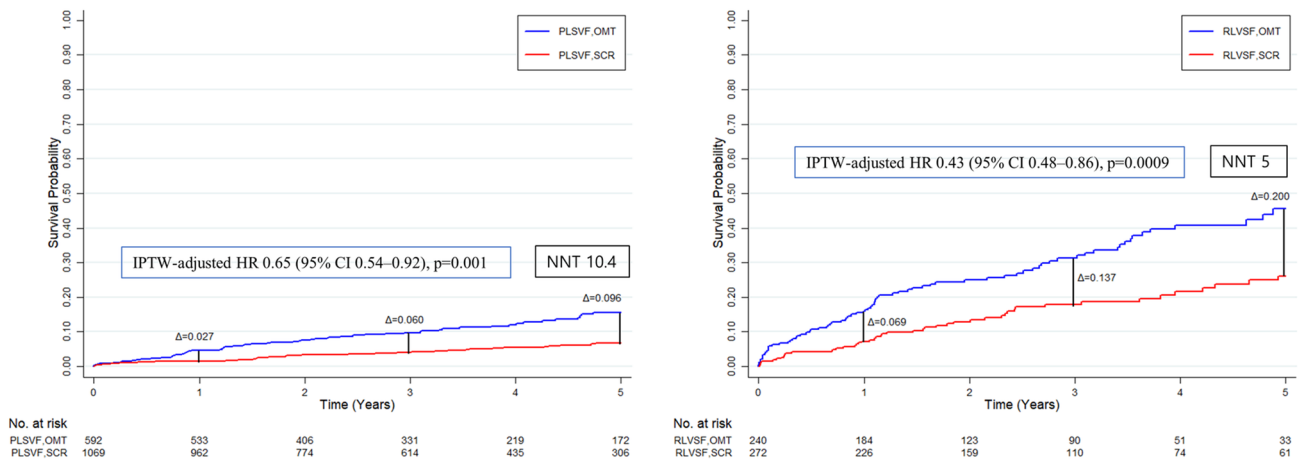 1.00
0.90
0.80
0.70
0.60
0.50
0.40
0.30
0.20
0.10
0.00
Survival Probability
PLSVF,OMT
PLSVF,SCR
IPTW-adjusted HR 0.65 (95% CI 0.54–0.92), p=0.001
NNT 10.4
Δ=0.027
Δ=0.060
Δ=0.096
0 1 2 3 4 5
Time (Years)
No. at risk
PLSVF,OMT 592 533 406 331 219 172
PLSVF,SCR 1069 962 774 614 435 306
1.00
0.90
0.80
0.70
0.60
0.50
0.40
0.30
0.20
0.10
0.00
Survival Probability
RLVSF,OMT
RLVSF,SCR
IPTW-adjusted HR 0.43 (95% CI 0.48–0.86), p=0.0009
NNT 5
Δ=0.200
Δ=0.137
Δ=0.069
0 1 2 3 4 5
Time (Years)
No. at risk
RLVSF,OMT 240 184 123 90 51 33
RLVSF,SCR 272 226 159 110 74 61